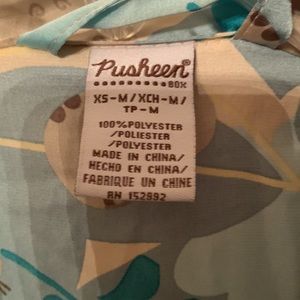 Pusheen®
BOX
XS-M/XCH-M/
TP-M
100%POLYESTER
/POLIESTER
/POLYESTER
MADE IN CHINA/
HECHO EN CHINA/
FABRIQUE UN CHINE
RN 152992